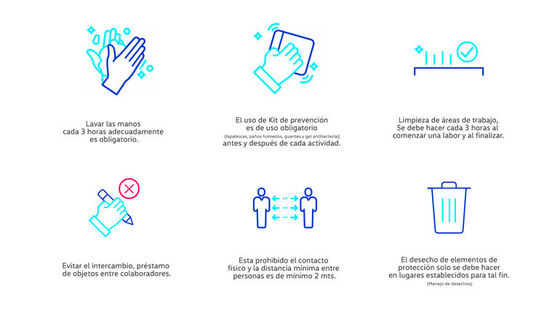 Lavar las manos
cada 3 horas adecuadamente
es obligatorio.
El uso de Kit de prevención
es de uso obligatorio
(tapabocas, paños húmedos, guantes y gel antibacterial)
antes y después de cada actividad.
Limpieza de áreas de trabajo,
Se debe hacer cada 3 horas al
comenzar una labor y al finalizar.
Evitar el intercambio, préstamo
de objetos entre colaboradores.
Esta prohibido el contacto
físico y la distancia mínima entre
personas es de mínimo 2 mts.
El desecho de elementos de
protección solo se debe hacer
en lugares establecidos para tal fin.
(Manejo de desechos).